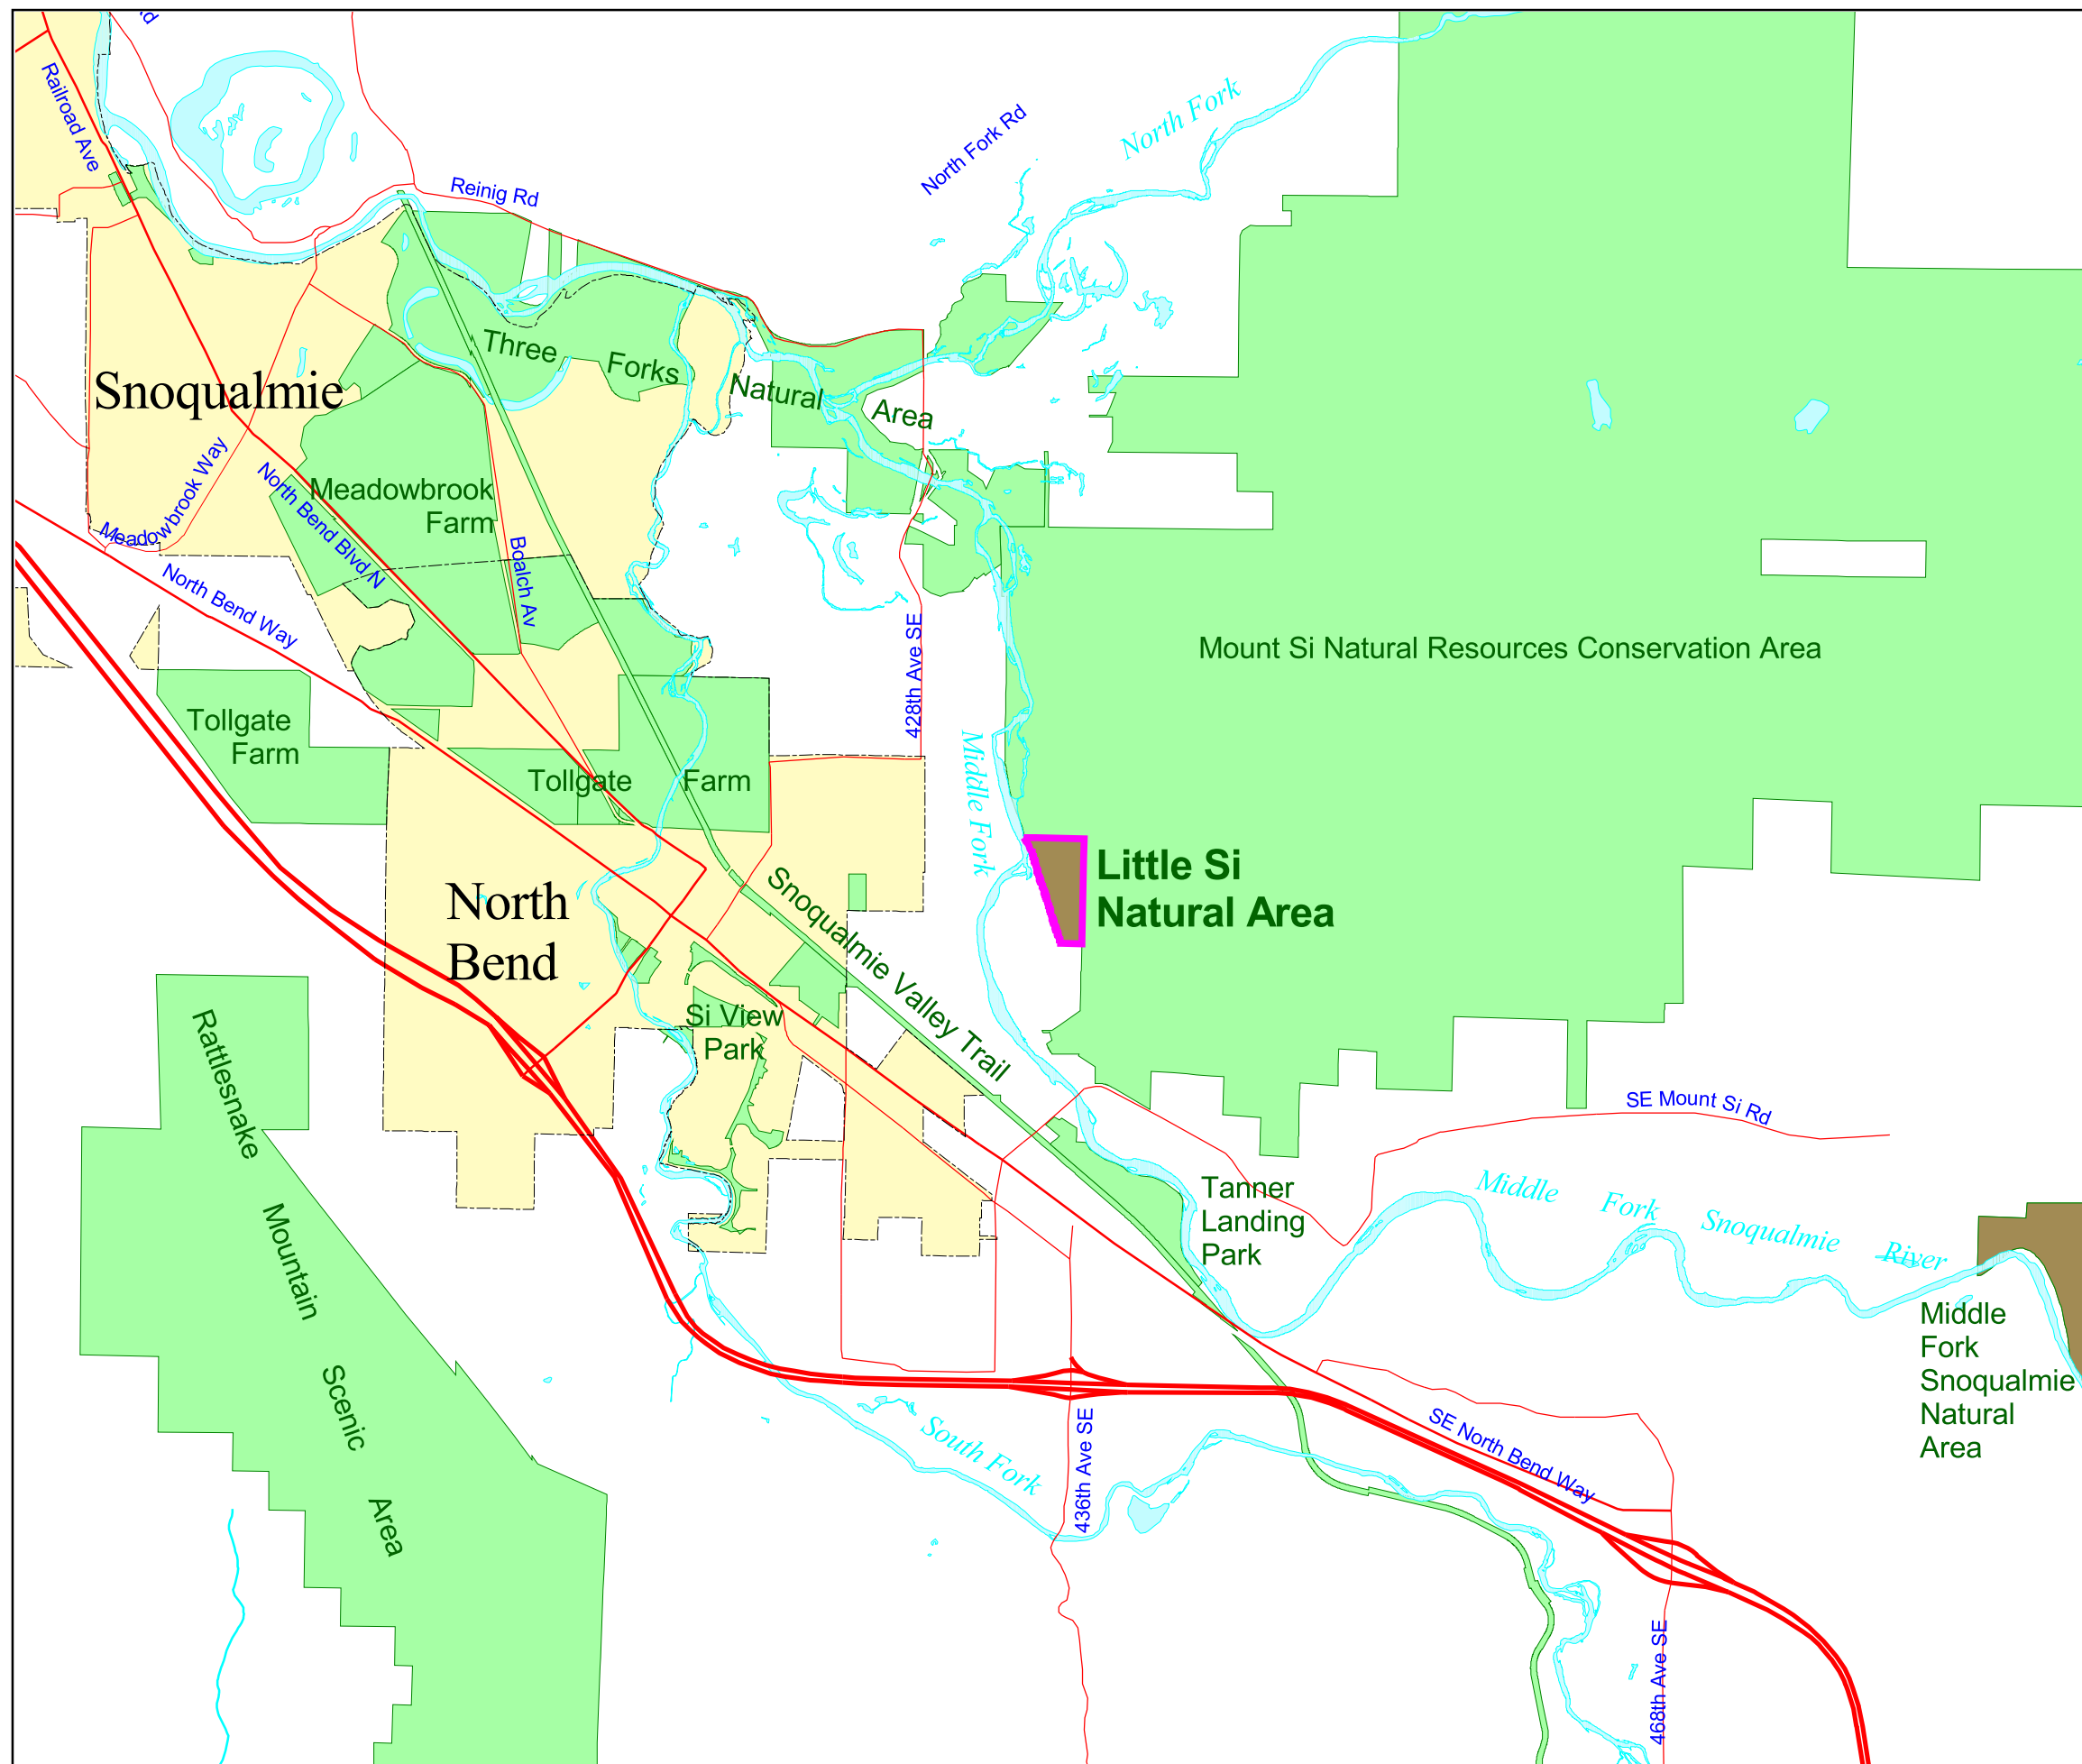 Rd
Railroad Ave
North Fork
North Fork Rd
Reinig Rd
Three Forks Natural Area
Snoqualmie
Meadowbrook Way
North Bend Blvd N
Meadowbrook
Farm
Boalch Av
North Bend Way
428th Ave SE
Mount Si Natural Resources Conservation Area
Tollgate
Farm
Tollgate Farm
Middle Fork
Little Si
Natural Area
North
Bend
Snoqualmie Valley Trail
Si View
Park
Rattlesnake Mountain Scenic Area
SE Mount Si Rd
Tanner
Landing
Park
Middle Fork Snoqualmie River
Middle
Fork
Snoqualmie
Natural
Area
South Fork
436th Ave SE
SE North Bend Way
468th Ave SE